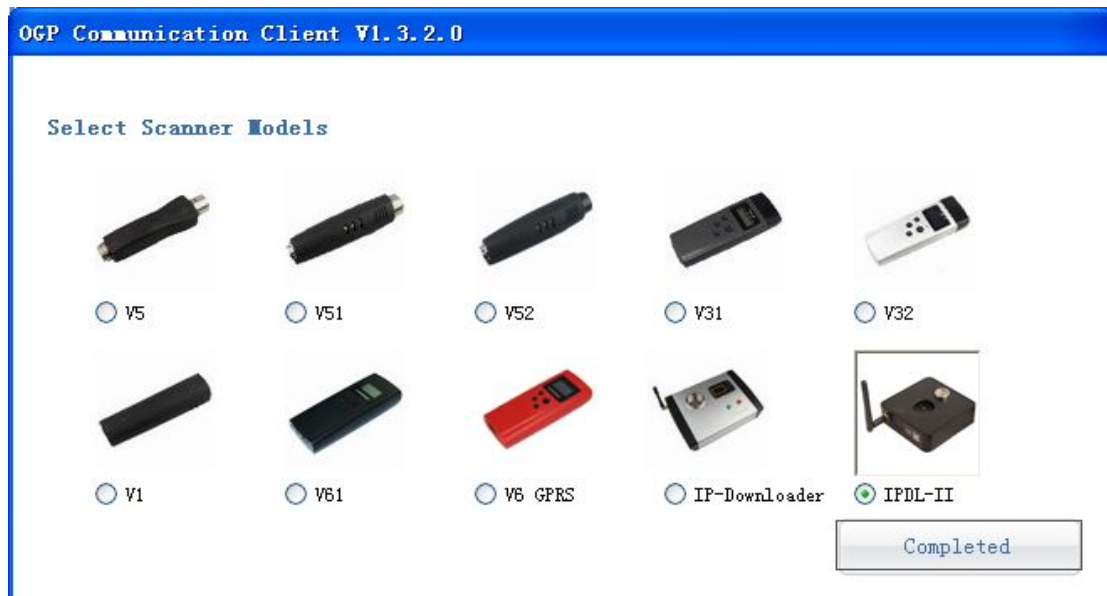 OGP Communication Client V1.3.2.0
Select Scanner Models
V5 V51 V52 V31 V32
V1 V61 V6 GPRS IP-Downloader IPDL-II
Completed